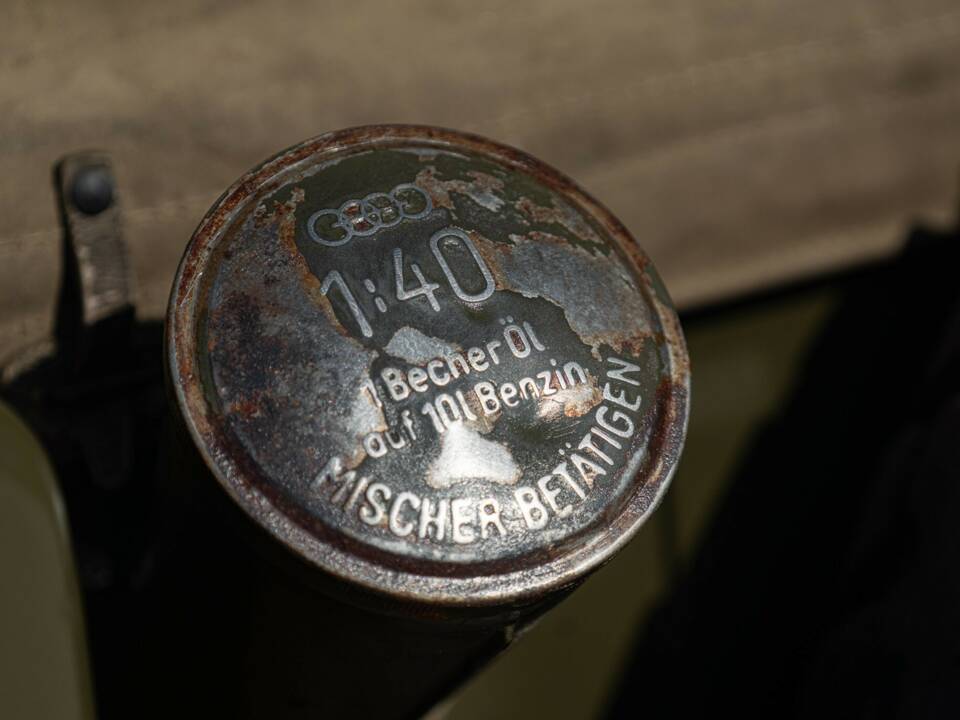 1:40
1 Becher Öl
auf 10l Benzin
MISCHER BETÄTIGEN